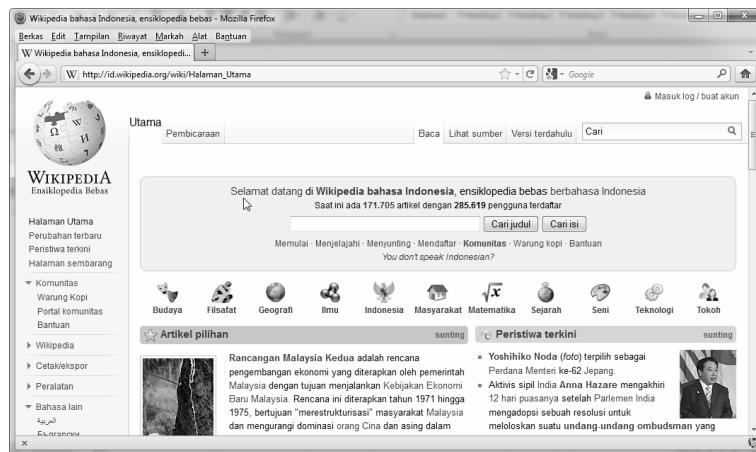 Wikipedia bahasa Indonesia, ensiklopedia bebas - Mozilla Firefox
Berkas Edit Tampilan Riwayat Markah Alat Bantuan
W Wikipedia bahasa Indonesia, ensiklopedi... +
W http://id.wikipedia.org/wiki/Halaman_Utama Google
Masuk log / buat akun
Utama Pembicaraan Baca Lihat sumber Versi terdahulu Cari
WIKIPEDIA
Ensiklopedia Bebas
Halaman Utama
Perubahan terbaru
Peristiwa terkini
Halaman sembarang
Komunitas
Warung Kopi
Portal komunitas
Bantuan
Wikipedia
Cetak/ekspor
Peralatan
Bahasa lain
العربية
Български
Selamat datang di Wikipedia bahasa Indonesia, ensiklopedia bebas berbahasa Indonesia
Saat ini ada 171.705 artikel dengan 285.619 pengguna terdaftar
Cari judul Cari isi
Memulai · Menjelajahi · Menyunting · Mendaftar · Komunitas · Warung kopi · Bantuan
You don't speak Indonesian?
Budaya Filsafat Geografi Ilmu Indonesia Masyarakat Matematika Sejarah Seni Teknologi Tokoh
Artikel pilihan sunting
Rancangan Malaysia Kedua adalah rencana
pengembangan ekonomi yang diterapkan oleh pemerintah
Malaysia dengan tujuan menjalankan Kebijakan Ekonomi
Baru Malaysia. Rencana ini diterapkan tahun 1971 hingga
1975, bertujuan "merestrukturisasi" masyarakat Malaysia
dan mengurangi dominasi orang Cina dan asing dalam
Peristiwa terkini sunting
Yoshihiko Noda (foto) terpilih sebagai
Perdana Menteri ke-62 Jepang.
Aktivis sipil India Anna Hazare mengakhiri
12 hari puasanya setelah Parlemen India
mengadopsi sebuah resolusi untuk
meloloskan suatu undang-undang ombudsman yang